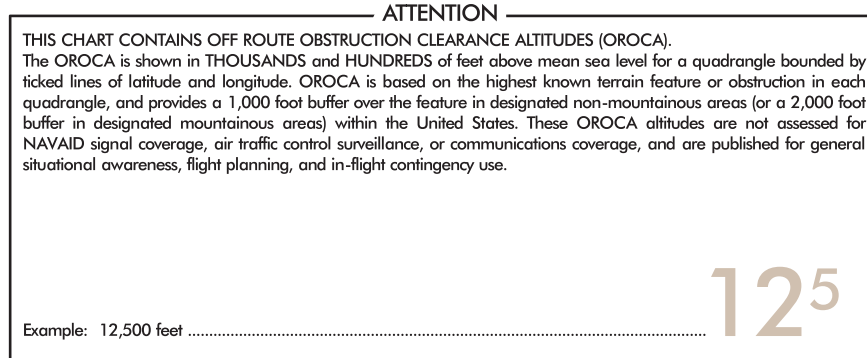 ATTENTION
THIS CHART CONTAINS OFF ROUTE OBSTRUCTION CLEARANCE ALTITUDES (OROCA).
The OROCA is shown in THOUSANDS and HUNDREDS of feet above mean sea level for a quadrangle bounded by
ticked lines of latitude and longitude. OROCA is based on the highest known terrain feature or obstruction in each
quadrangle, and provides a 1,000 foot buffer over the feature in designated non-mountainous areas (or a 2,000 foot
buffer in designated mountainous areas) within the United States. These OROCA altitudes are not assessed for
NAVAID signal coverage, air traffic control surveillance, or communications coverage, and are published for general
situational awareness, flight planning, and in-flight contingency use.
Example: 12,500 feet ........................................................................................................................ 12⁵